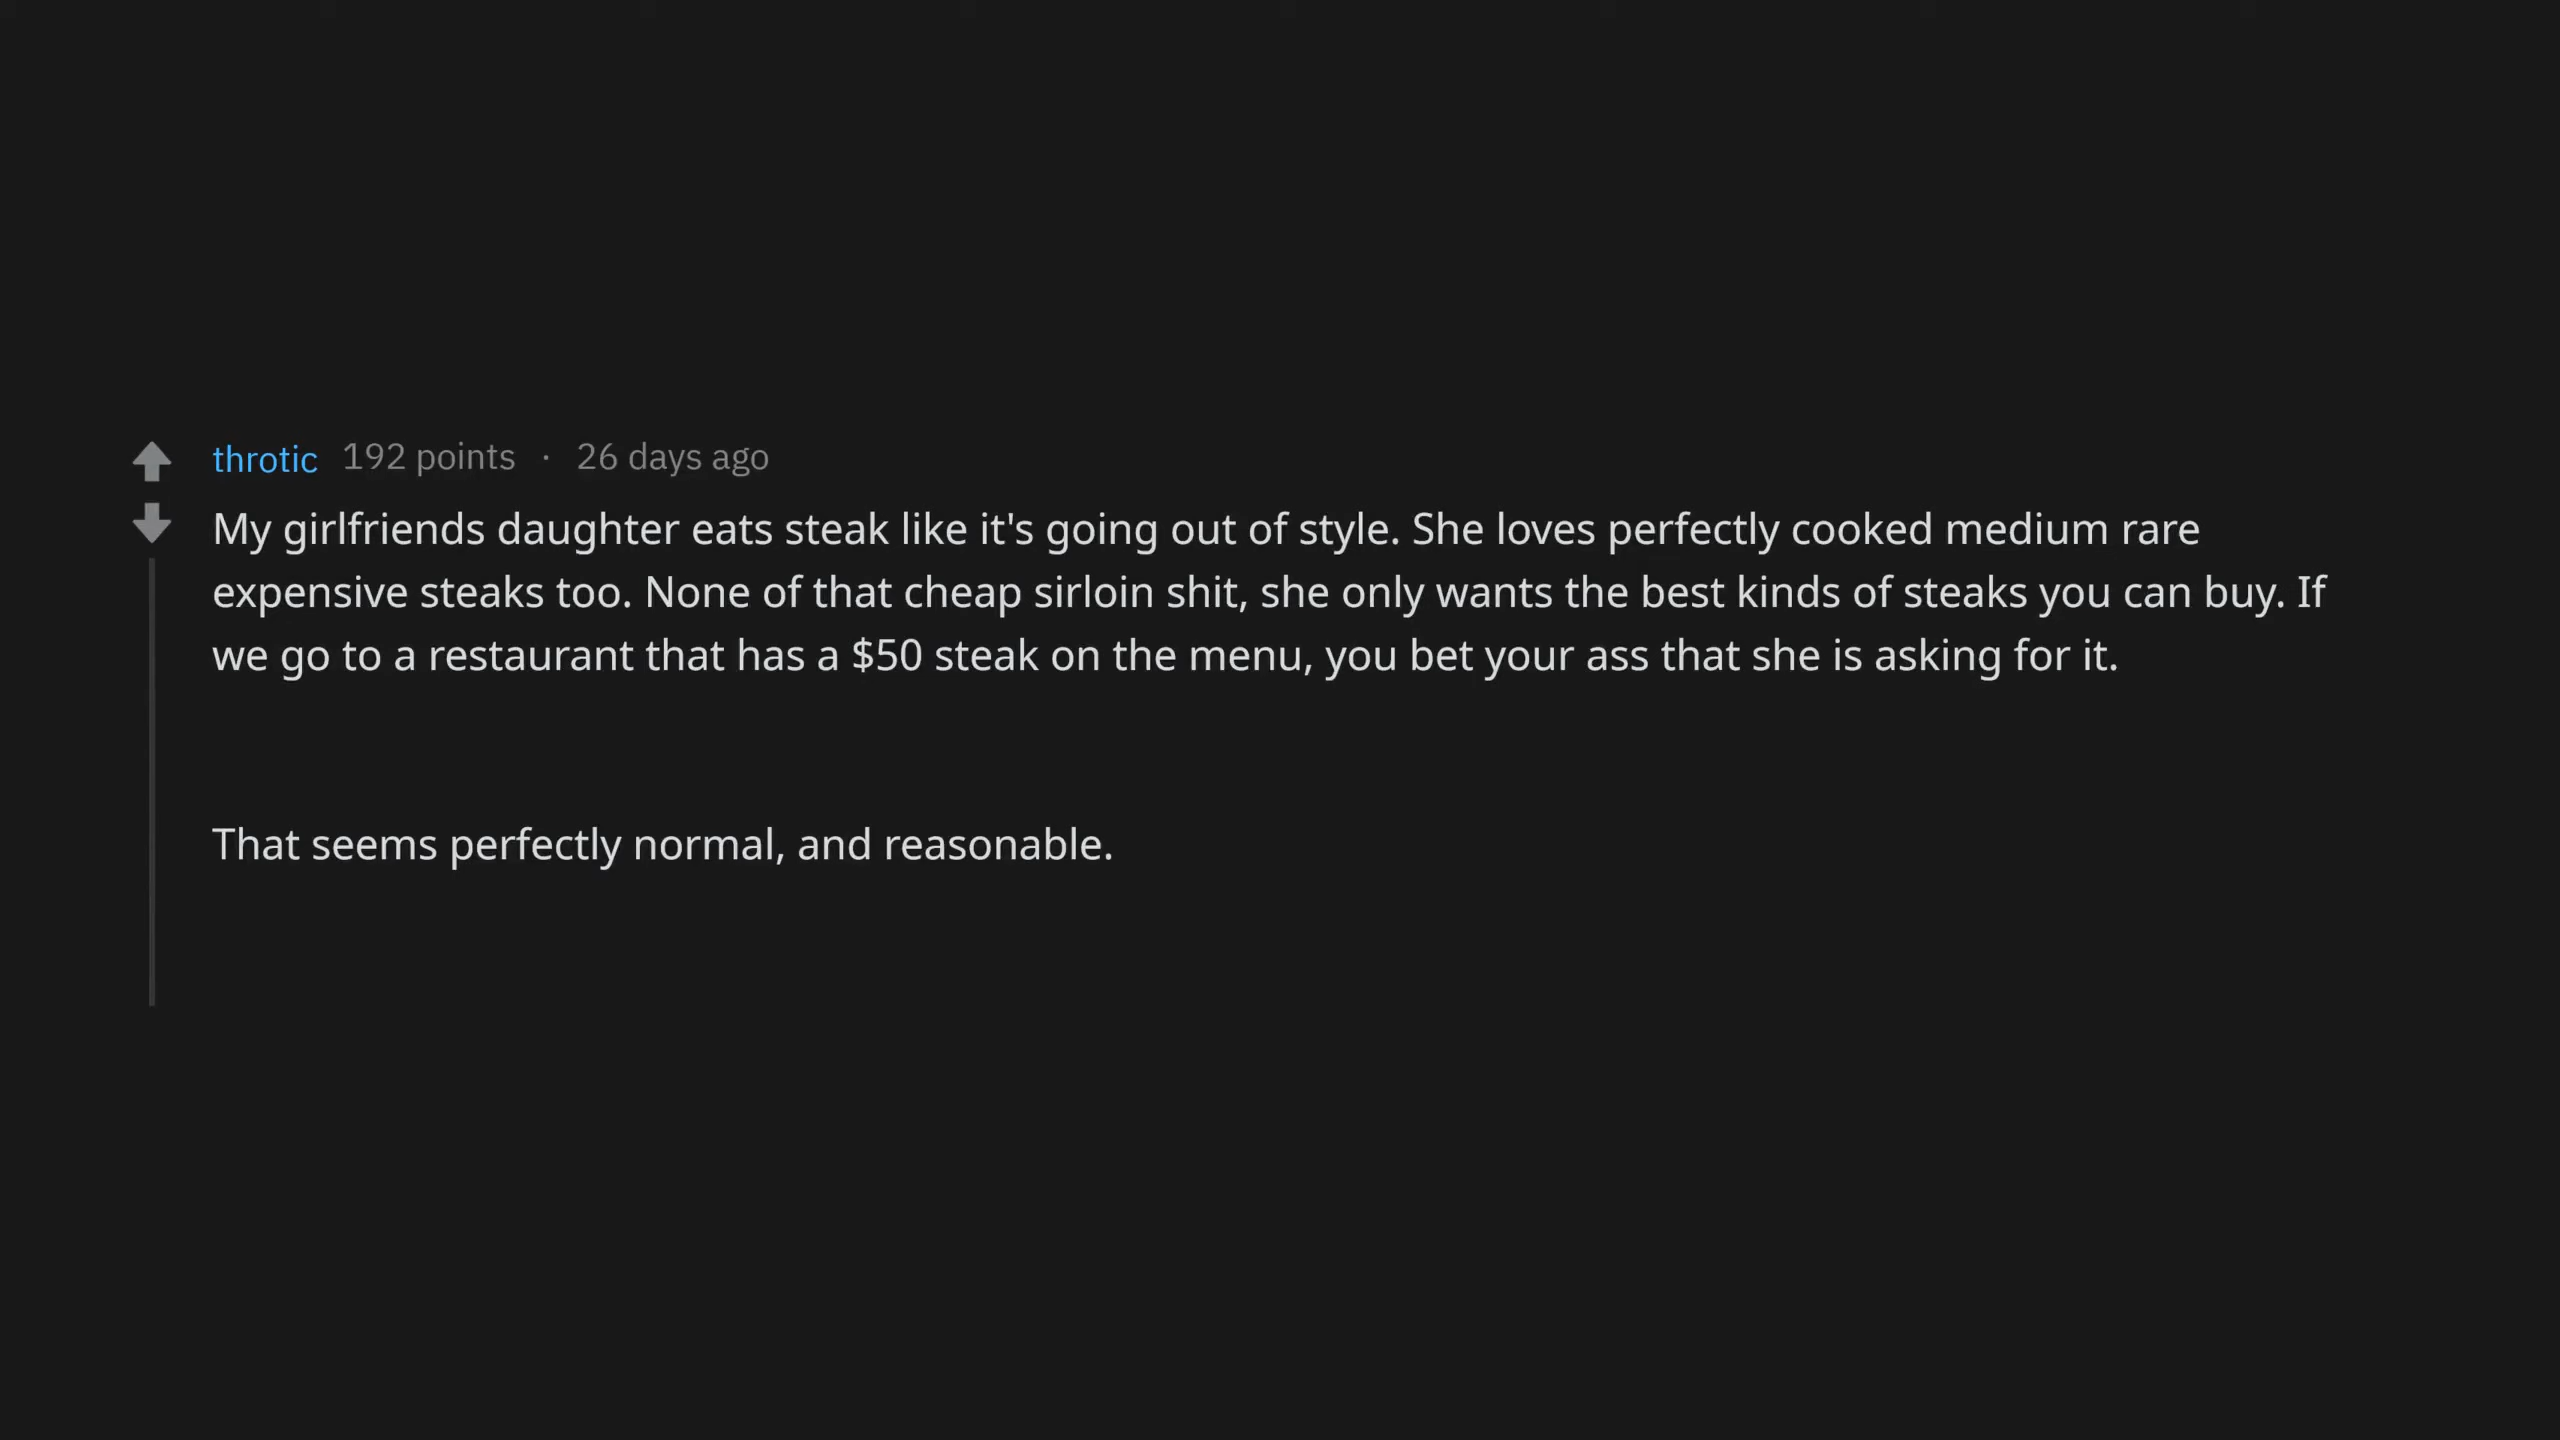 throtic 192 points · 26 days ago
My girlfriends daughter eats steak like it's going out of style. She loves perfectly cooked medium rare
expensive steaks too. None of that cheap sirloin shit, she only wants the best kinds of steaks you can buy. If
we go to a restaurant that has a $50 steak on the menu, you bet your ass that she is asking for it.
That seems perfectly normal, and reasonable.